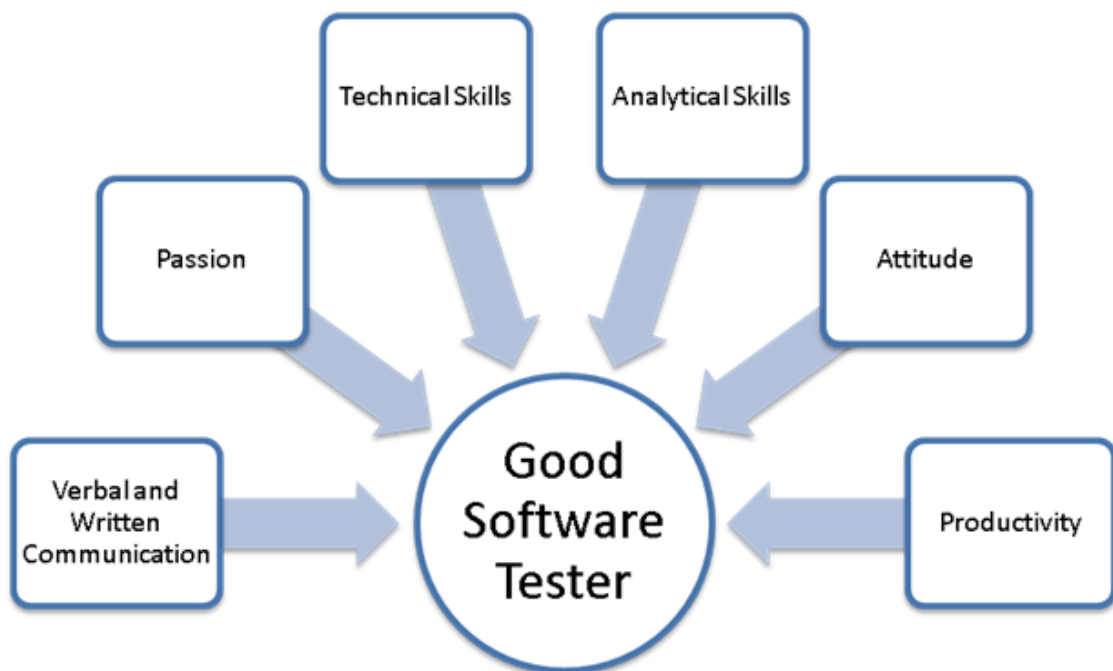 Technical Skills
Analytical Skills
Passion
Attitude
Verbal and
Written
Communication
Good
Software
Tester
Productivity